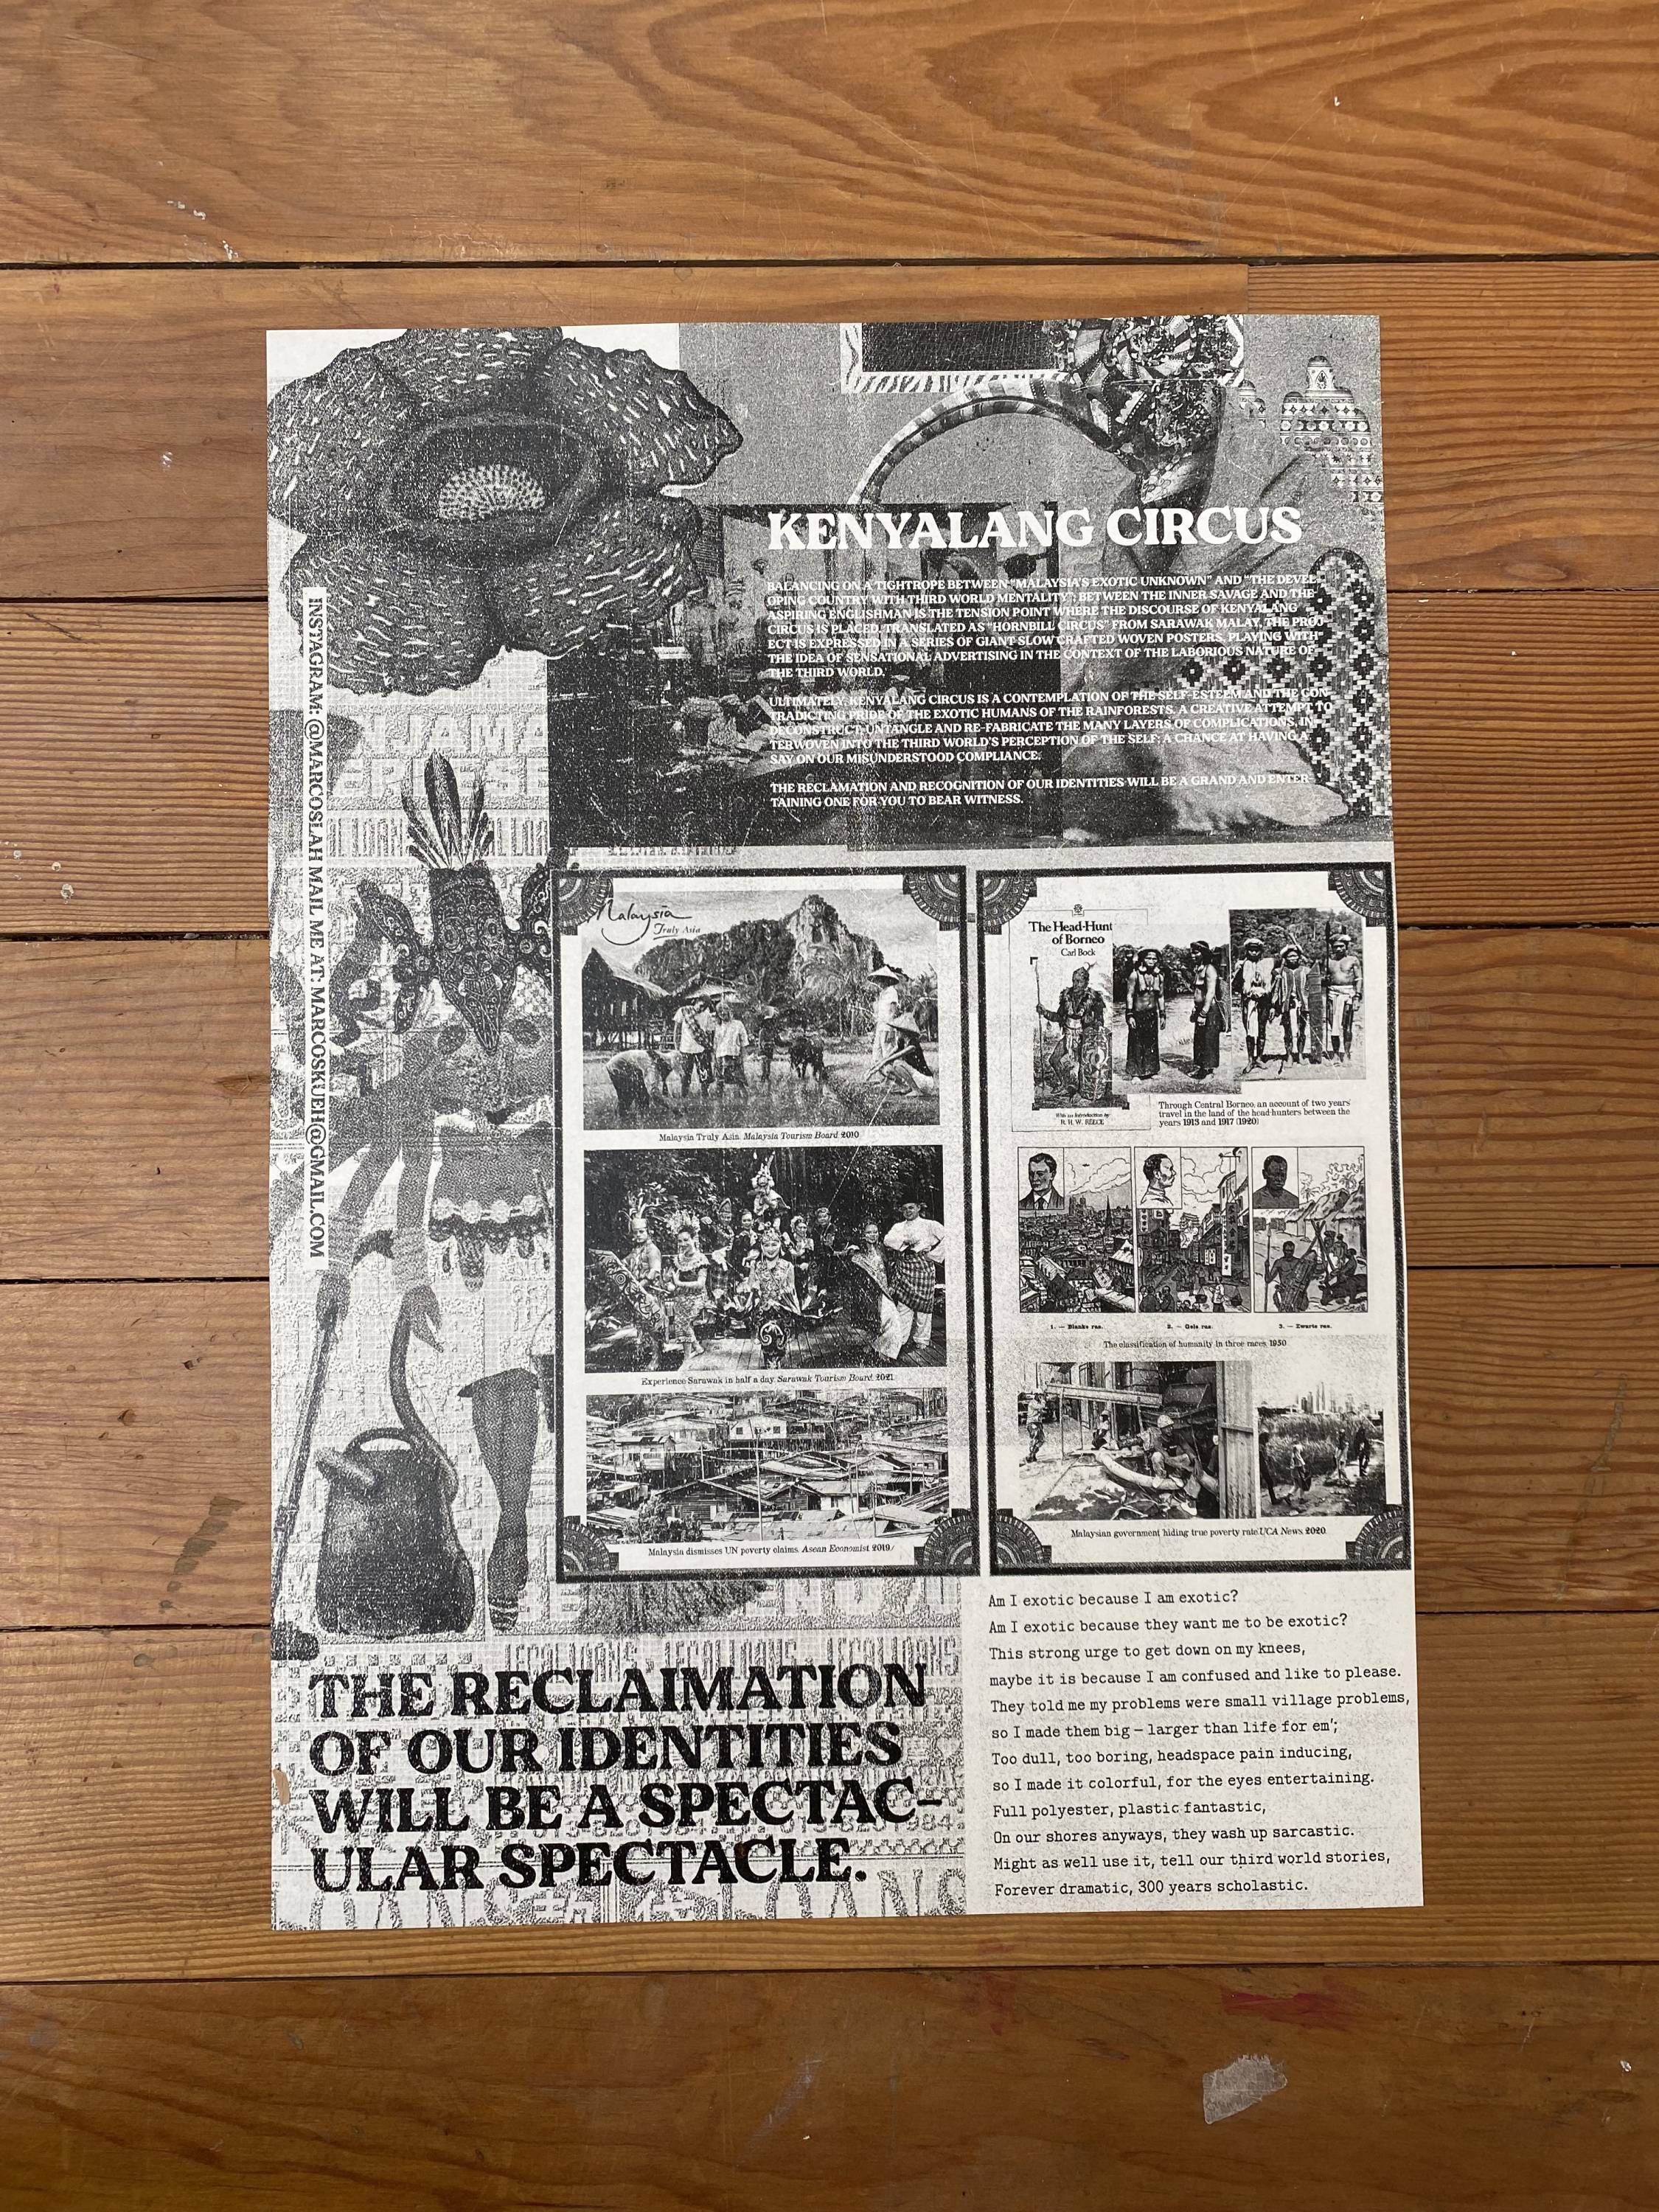 KENYALANG CIRCUS
BALANCING ON A TIGHTROPE BETWEEN "MALAYSIA'S EXOTIC UNKNOWN" AND "THE DEVEL-
OPING COUNTRY WITH THIRD WORLD MENTALITY"; BETWEEN THE INNER SAVAGE AND THE
ASPIRING ENGLISHMAN IS THE TENSION POINT WHERE THE DISCOURSE OF KENYALANG
CIRCUS IS PLACED. TRANSLATED AS "HORNBILL CIRCUS" FROM SARAWAK MALAY, THE PROJ-
ECT IS EXPRESSED IN A SERIES OF GIANT SLOW CRAFTED WOVEN POSTERS, PLAYING WITH
THE IDEA OF SENSATIONAL ADVERTISING IN THE CONTEXT OF THE LABORIOUS NATURE OF
THE THIRD WORLD.
ULTIMATELY, KENYALANG CIRCUS IS A CONTEMPLATION OF THE SELF-ESTEEM AND THE CON-
TRADICTING PRIDE OF THE EXOTIC HUMANS OF THE RAINFORESTS. A CREATIVE ATTEMPT TO
DECONSTRUCT, UNTANGLE AND RE-FABRICATE THE MANY LAYERS OF COMPLICATIONS, IN-
TERWOVEN INTO THE THIRD WORLD'S PERCEPTION OF THE SELF; A CHANCE AT HAVING A
SAY ON OUR MISUNDERSTOOD COMPLIANCE.
THE RECLAMATION AND RECOGNITION OF OUR IDENTITIES WILL BE A GRAND AND ENTER-
TAINING ONE FOR YOU TO BEAR WITNESS.
INSTAGRAM: @MARCOSLAH MAIL ME AT: MARCOSKUEH@GMAIL.COM
Malaysia
Truly Asia
Malaysia Truly Asia. Malaysia Tourism Board. 2010
Experience Sarawak in half a day. Sarawak Tourism Board. 2021
Malaysia dismisses UN poverty claims. Asean Economist. 2019/
The Head-Hunt
of Borneo
Carl Bock
With an Introduction by
R. H. W. REECE
Through Central Borneo, an account of two years'
travel in the land of the head-hunters between the
years 1913 and 1917 (1920)
1. — Blanke ras.
2. — Gele ras.
3. — Zwarte ras.
The classification of humanity in three races. 1950
Malaysian government hiding true poverty rate. UCA News. 2020.
THE RECLAIMATION
OF OUR IDENTITIES
WILL BE A SPECTAC-
ULAR SPECTACLE.
Am I exotic because I am exotic?
Am I exotic because they want me to be exotic?
This strong urge to get down on my knees,
maybe it is because I am confused and like to please.
They told me my problems were small village problems,
so I made them big – larger than life for em';
Too dull, too boring, headspace pain inducing,
so I made it colorful, for the eyes entertaining.
Full polyester, plastic fantastic,
On our shores anyways, they wash up sarcastic.
Might as well use it, tell our third world stories,
Forever dramatic, 300 years scholastic.